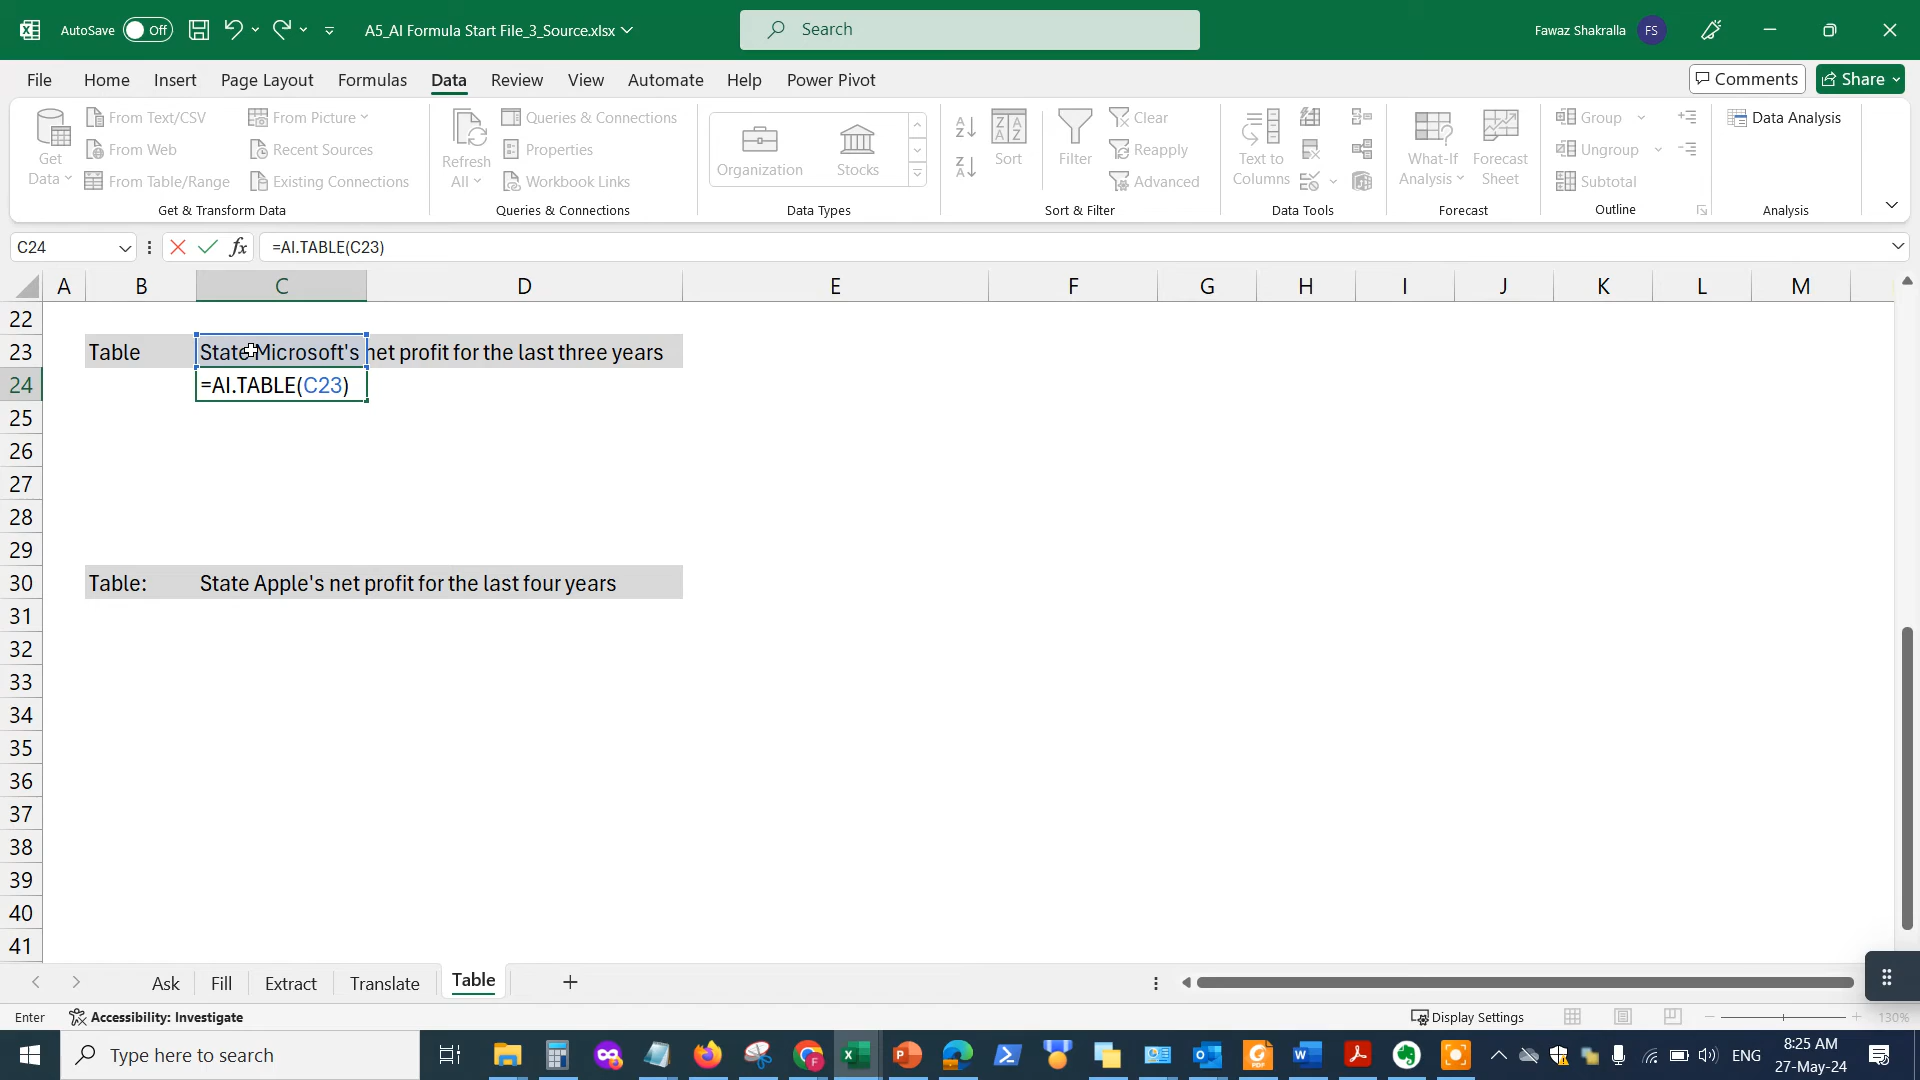 AutoSave Off A5_AI Formula Start File_3_Source.xlsx Search Fawaz Shakralla FS
File Home Insert Page Layout Formulas Data Review View Automate Help Power Pivot Comments Share
Get Data
From Text/CSV
From Web
From Table/Range
From Picture
Recent Sources
Existing Connections
Get & Transform Data
Refresh All
Queries & Connections
Properties
Workbook Links
Queries & Connections
Organization Stocks
Data Types
Sort
Filter
Clear
Reapply
Advanced
Sort & Filter
Text to Columns
Data Tools
What-If Analysis
Forecast Sheet
Forecast
Group
Ungroup
Subtotal
Outline
Data Analysis
Analysis
C24 fx =AI.TABLE(C23)
A B C D E F G H I J K L M
22
23 Table State Microsoft's net profit for the last three years
24 =AI.TABLE(C23)
25
26
27
28
29
30 Table: State Apple's net profit for the last four years
31
32
33
34
35
36
37
38
39
40
41
Ask Fill Extract Translate Table
Enter Accessibility: Investigate Display Settings 130%
Type here to search ENG 8:25 AM
27-May-24